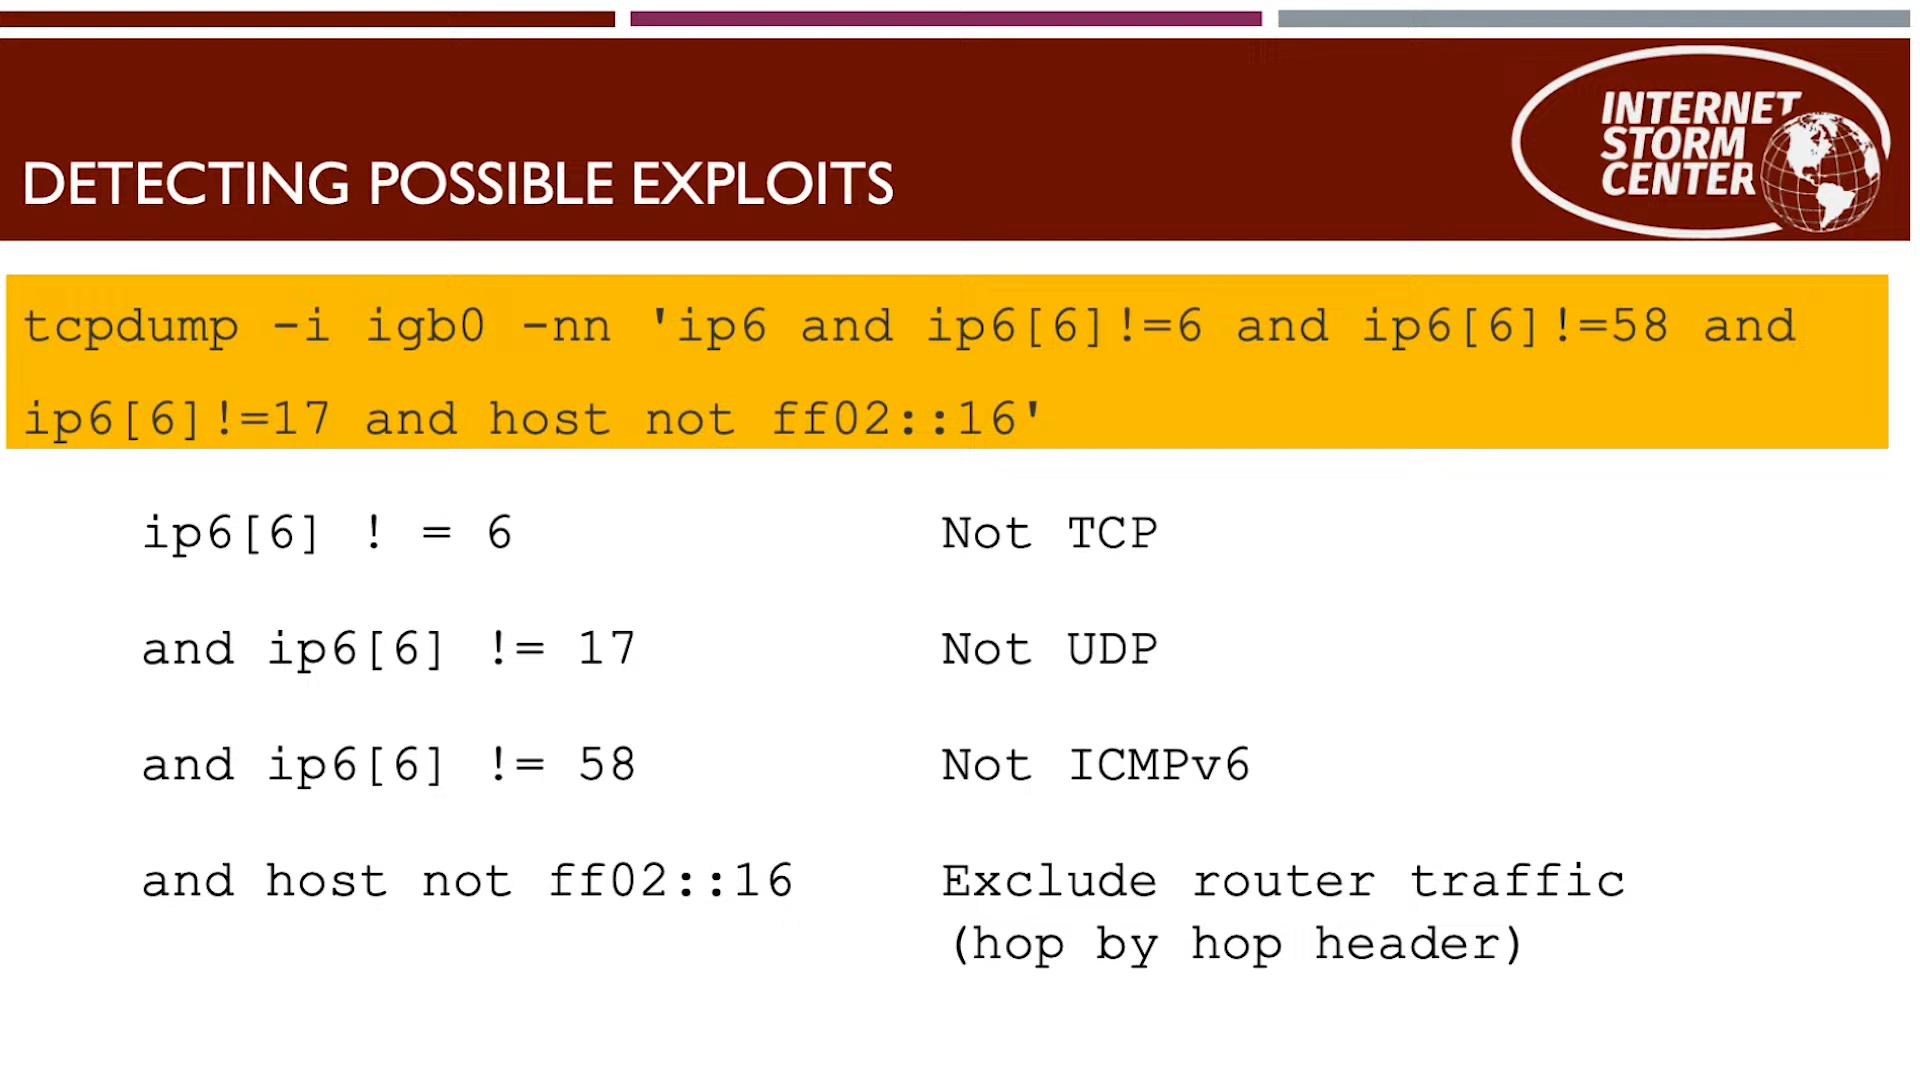 INTERNET
STORM
CENTER
DETECTING POSSIBLE EXPLOITS
tcpdump -i igb0 -nn 'ip6 and ip6[6]!=6 and ip6[6]!=58 and
ip6[6]!=17 and host not ff02::16'
ip6[6] ! = 6 Not TCP
and ip6[6] != 17 Not UDP
and ip6[6] != 58 Not ICMPv6
and host not ff02::16 Exclude router traffic
(hop by hop header)